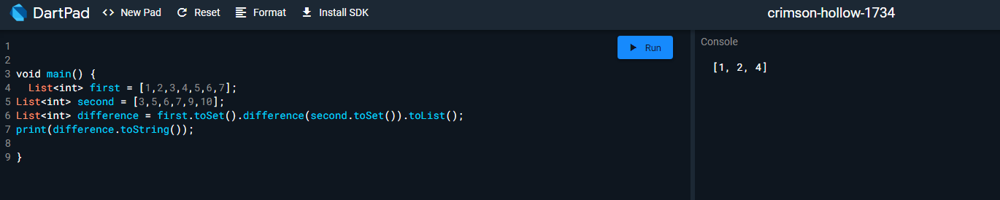 DartPad <> New Pad Reset Format Install SDK crimson-hollow-1734
Run
Console
1
2
3 void main() {
4   List<int> first = [1,2,3,4,5,6,7];
5 List<int> second = [3,5,6,7,9,10];
6 List<int> difference = first.toSet().difference(second.toSet()).toList();
7 print(difference.toString());
8
9 }
[1, 2, 4]